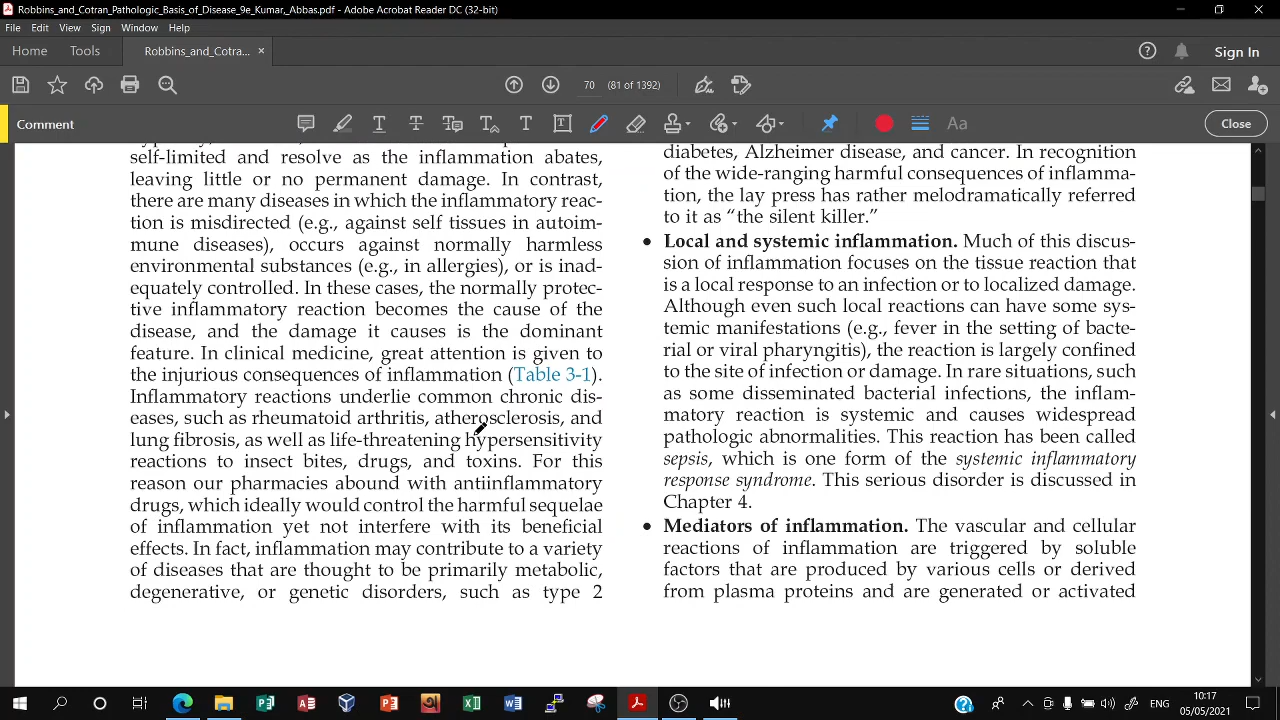 Robbins_and_Cotran_Pathologic_Basis_of_Disease_9e_Kumar,_Abbas.pdf - Adobe Acrobat Reader DC (32-bit)
File Edit View Sign Window Help
Home Tools Robbins_and_Cotra... × Sign In
70 (81 of 1392)
Comment Aa Close
self-limited and resolve as the inflammation abates,
leaving little or no permanent damage. In contrast,
there are many diseases in which the inflammatory reac-
tion is misdirected (e.g., against self tissues in autoim-
mune diseases), occurs against normally harmless
environmental substances (e.g., in allergies), or is inad-
equately controlled. In these cases, the normally protec-
tive inflammatory reaction becomes the cause of the
disease, and the damage it causes is the dominant
feature. In clinical medicine, great attention is given to
the injurious consequences of inflammation (Table 3-1).
Inflammatory reactions underlie common chronic dis-
eases, such as rheumatoid arthritis, atherosclerosis, and
lung fibrosis, as well as life-threatening hypersensitivity
reactions to insect bites, drugs, and toxins. For this
reason our pharmacies abound with antiinflammatory
drugs, which ideally would control the harmful sequelae
of inflammation yet not interfere with its beneficial
effects. In fact, inflammation may contribute to a variety
of diseases that are thought to be primarily metabolic,
degenerative, or genetic disorders, such as type 2
diabetes, Alzheimer disease, and cancer. In recognition
of the wide-ranging harmful consequences of inflamma-
tion, the lay press has rather melodramatically referred
to it as “the silent killer.”
• Local and systemic inflammation. Much of this discus-
sion of inflammation focuses on the tissue reaction that
is a local response to an infection or to localized damage.
Although even such local reactions can have some sys-
temic manifestations (e.g., fever in the setting of bacte-
rial or viral pharyngitis), the reaction is largely confined
to the site of infection or damage. In rare situations, such
as some disseminated bacterial infections, the inflam-
matory reaction is systemic and causes widespread
pathologic abnormalities. This reaction has been called
sepsis, which is one form of the systemic inflammatory
response syndrome. This serious disorder is discussed in
Chapter 4.
• Mediators of inflammation. The vascular and cellular
reactions of inflammation are triggered by soluble
factors that are produced by various cells or derived
from plasma proteins and are generated or activated
ENG
10:17
05/05/2021